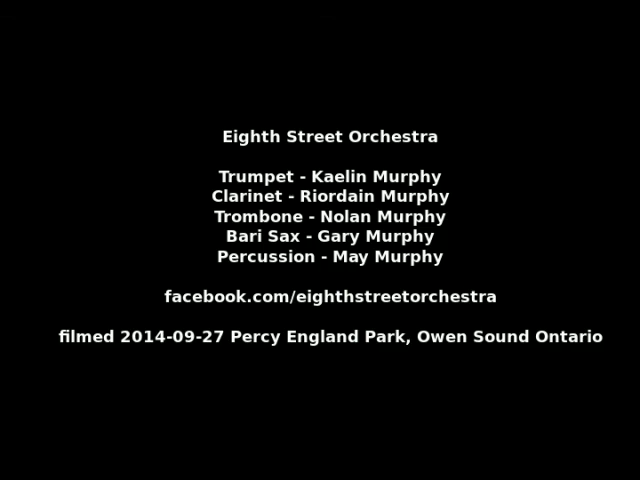 Eighth Street Orchestra
Trumpet - Kaelin Murphy
Clarinet - Riordain Murphy
Trombone - Nolan Murphy
Bari Sax - Gary Murphy
Percussion - May Murphy
facebook.com/eighthstreetorchestra
filmed 2014-09-27 Percy England Park, Owen Sound Ontario